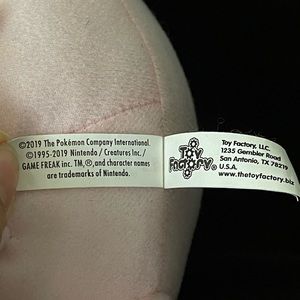 ©2019 The Pokémon Company International.
©1995-2019 Nintendo / Creatures Inc./
GAME FREAK inc. TM,®,and character names
are trademarks of Nintendo.
TOY
FACTORY
Toy Factory, LLC.
1235 Gembler Road
San Antonio, TX 78219
U.S.A.
www.thetoyfactory.biz